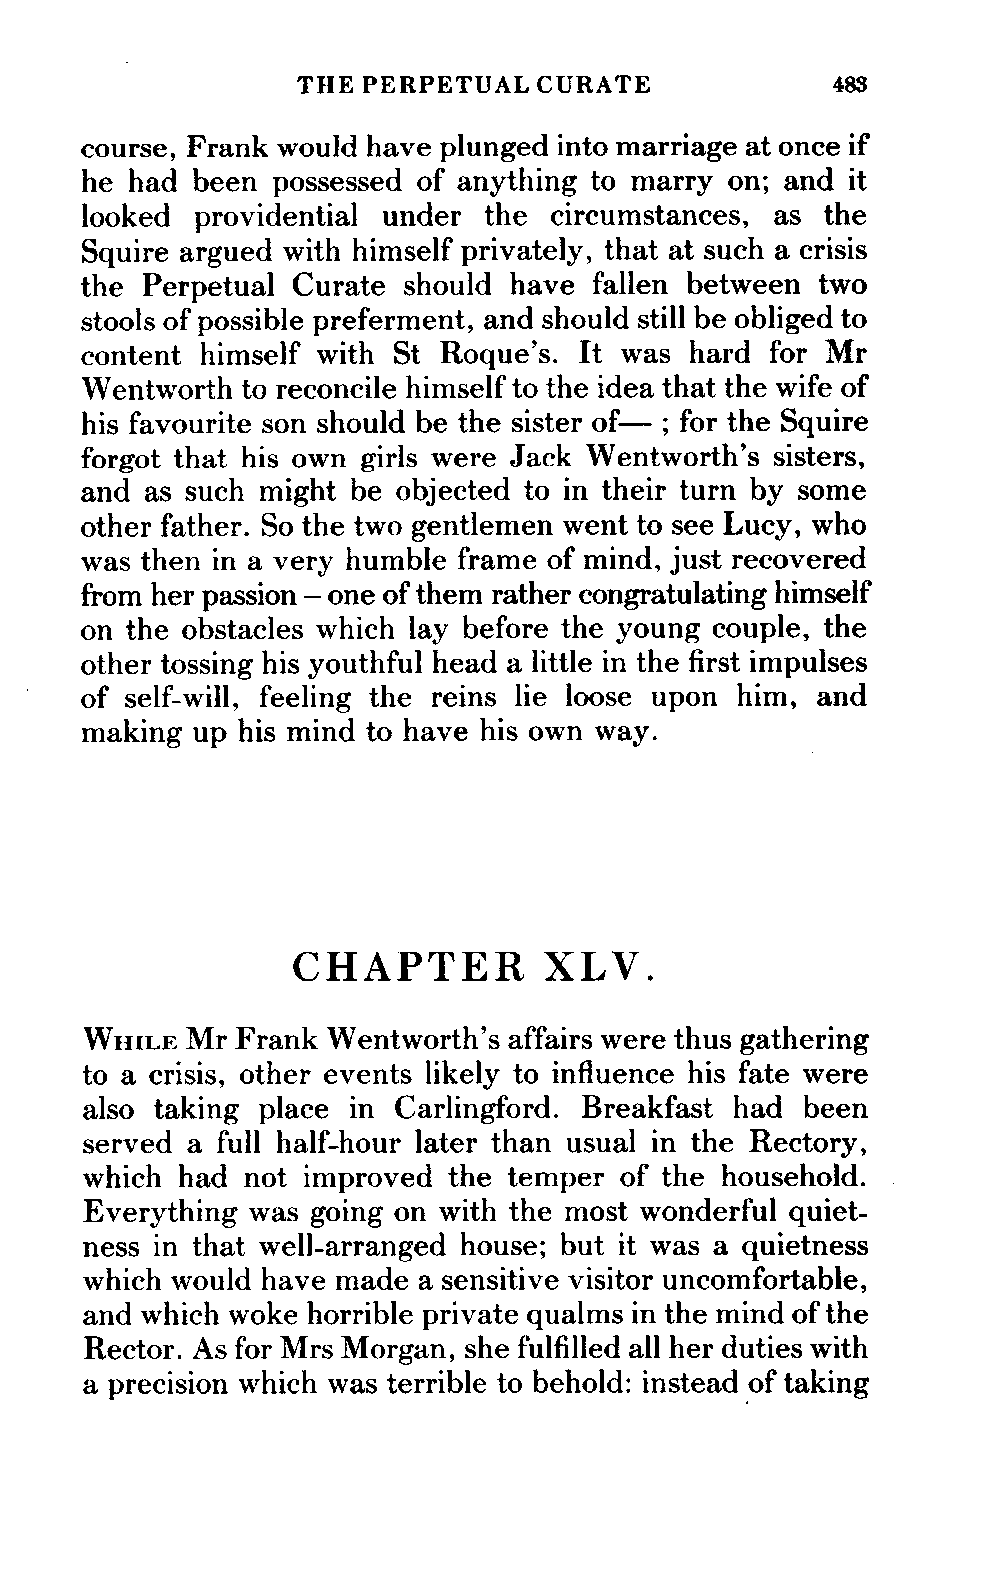 THE PERPETUAL CURATE 483
course, Frank would have plunged into marriage at once if
he had been possessed of anything to marry on; and it
looked providential under the circumstances, as the
Squire argued with himself privately, that at such a crisis
the Perpetual Curate should have fallen between two
stools of possible preferment, and should still be obliged to
content himself with St Roque's. It was hard for Mr
Wentworth to reconcile himself to the idea that the wife of
his favourite son should be the sister of— ; for the Squire
forgot that his own girls were Jack Wentworth's sisters,
and as such might be objected to in their turn by some
other father. So the two gentlemen went to see Lucy, who
was then in a very humble frame of mind, just recovered
from her passion – one of them rather congratulating himself
on the obstacles which lay before the young couple, the
other tossing his youthful head a little in the first impulses
of self-will, feeling the reins lie loose upon him, and
making up his mind to have his own way.
CHAPTER XLV.
WHILE Mr Frank Wentworth's affairs were thus gathering
to a crisis, other events likely to influence his fate were
also taking place in Carlingford. Breakfast had been
served a full half-hour later than usual in the Rectory,
which had not improved the temper of the household.
Everything was going on with the most wonderful quiet-
ness in that well-arranged house; but it was a quietness
which would have made a sensitive visitor uncomfortable,
and which woke horrible private qualms in the mind of the
Rector. As for Mrs Morgan, she fulfilled all her duties with
a precision which was terrible to behold: instead of taking